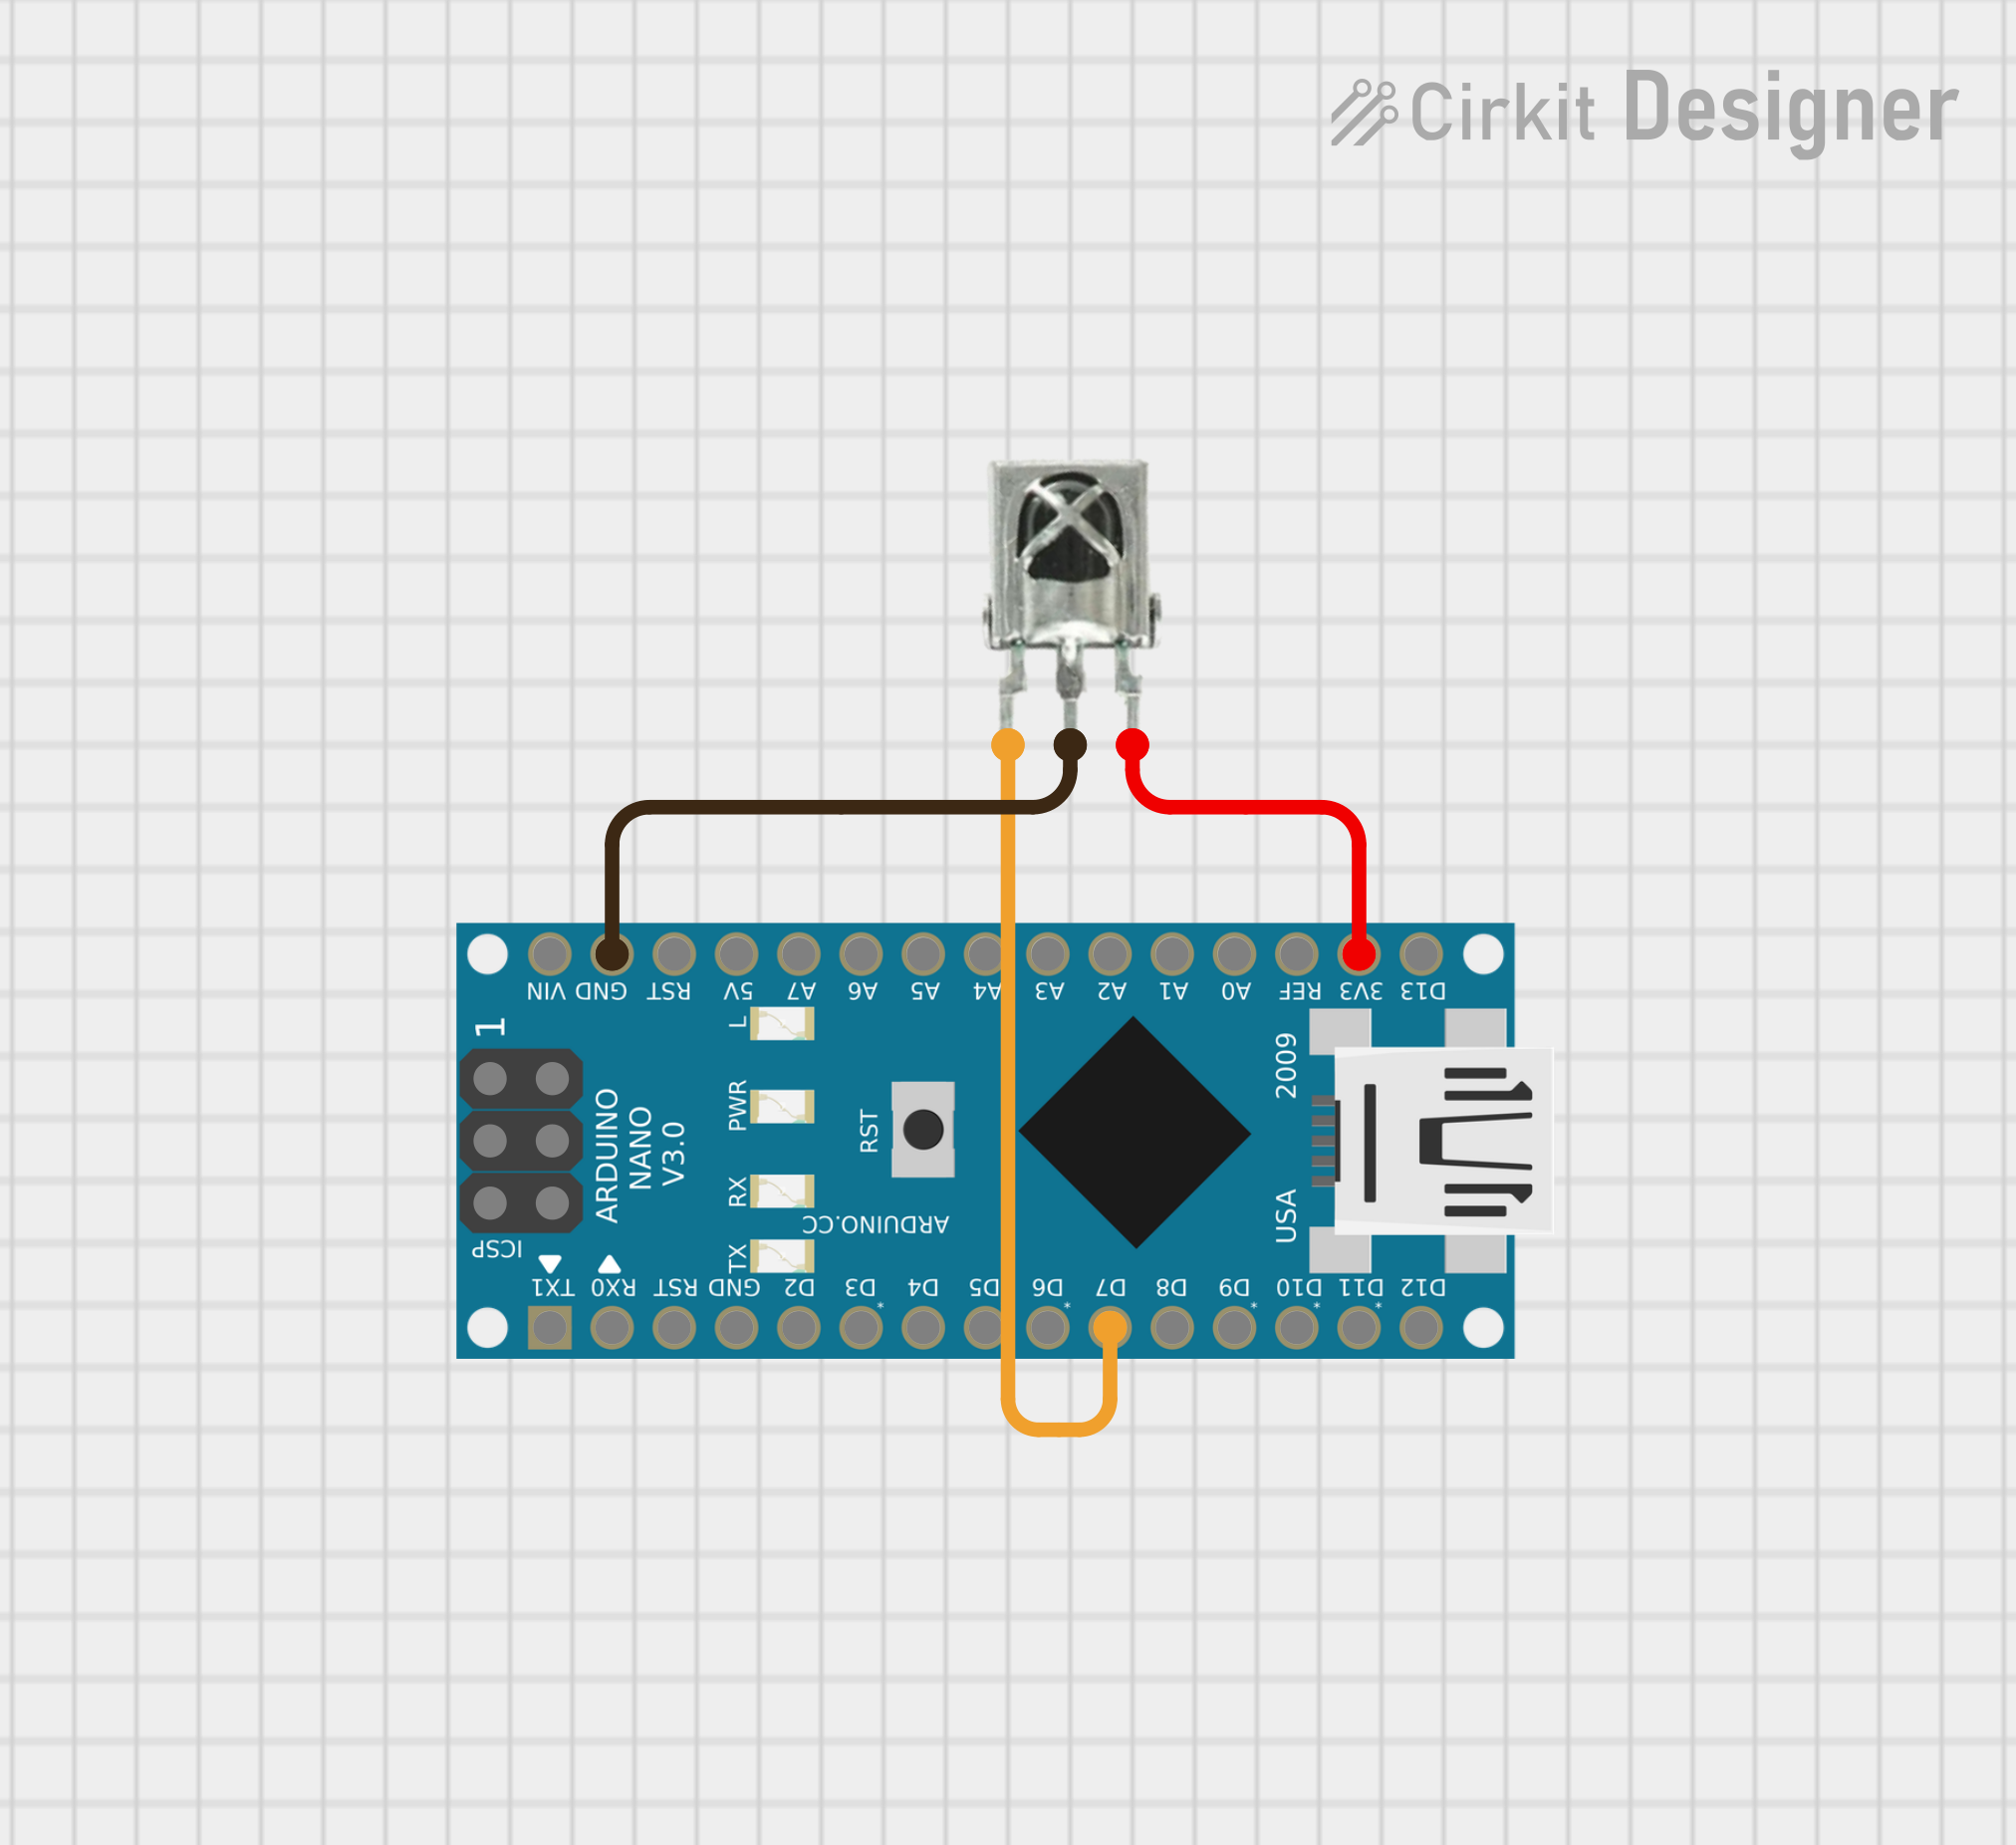 Cirkit Designer
VIN GND RST 5V A7 A6 A5 A4 A3 A2 A1 A0 REF 3V3 D13
1
L
2009
PWR
ARDUINO
NANO
V3.0
RST
RX
USA
ARDUINO.CC
ICSP
TX
TX1 RX0 RST GND D2 D3 D4 D5 D6 D7 D8 D9 D10 D11 D12
* * * * *